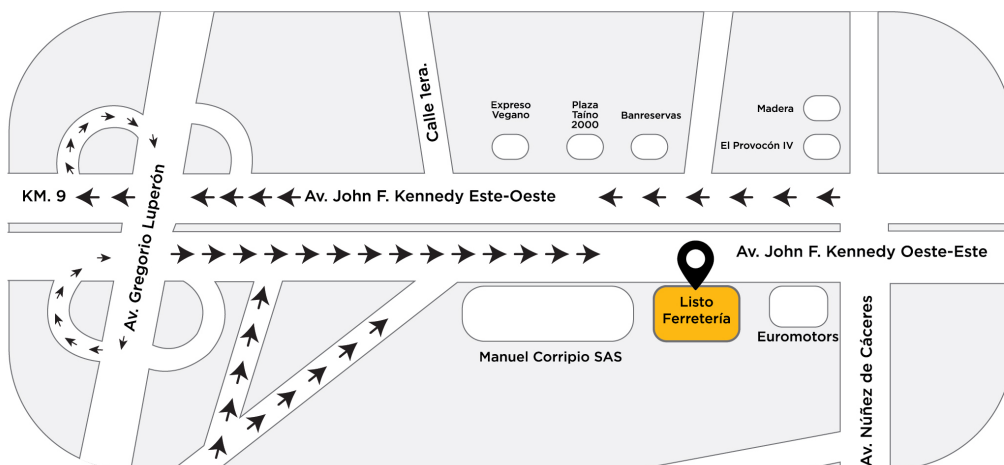 Calle 1era.
Expreso
Vegano
Plaza
Taíno
2000
Banreservas
Madera
El Provocón IV
KM. 9
Av. Gregorio Luperón
Av. John F. Kennedy Este-Oeste
Av. John F. Kennedy Oeste-Este
Listo
Ferretería
Manuel Corripio SAS
Euromotors
Av. Núñez de Cáceres